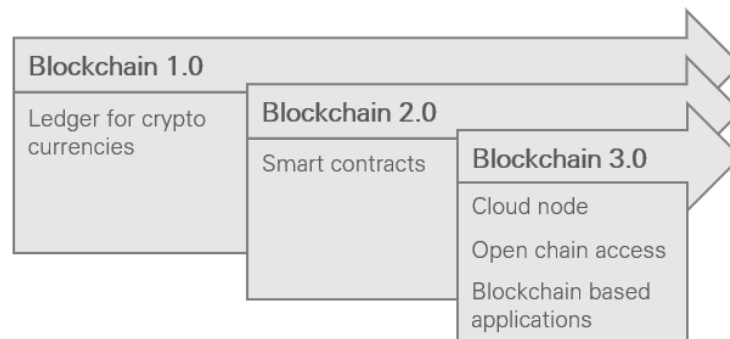 Blockchain 1.0
Ledger for crypto
currencies
Blockchain 2.0
Smart contracts
Blockchain 3.0
Cloud node
Open chain access
Blockchain based
applications